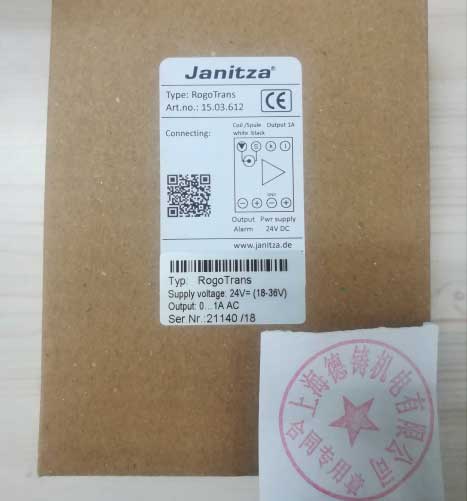 Janitza®
Type: RogoTrans
Art.no.: 15.03.612
CE
Connecting:
Coil /Spule Output 1A
white black
S k l
Output Pwr supply
Alarm 24V DC
www.janitza.de
Typ: RogoTrans
Supply voltage: 24V= (18-36V)
Output: 0...1A AC
Ser.Nr.:21140 /18
上海德铸机电有限公司
合同专用章